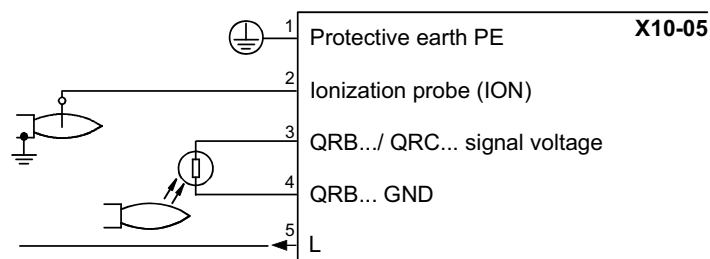 X10-05
1 Protective earth PE
2 Ionization probe (ION)
3 QRB.../ QRC... signal voltage
4 QRB... GND
5 L